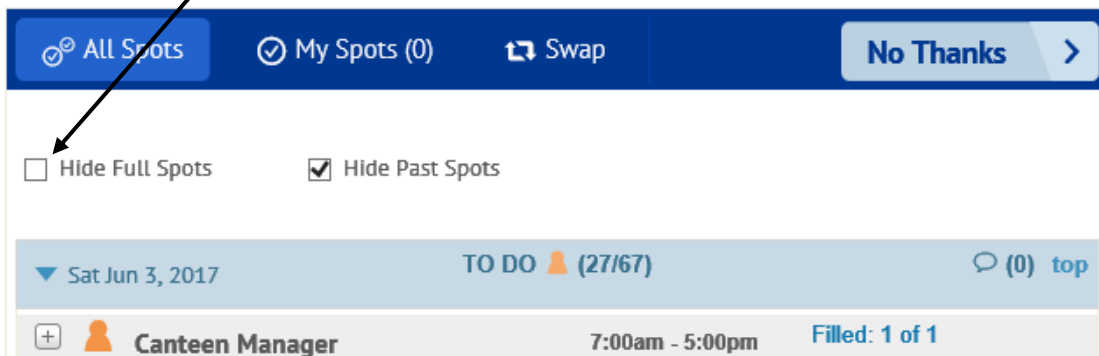 All Spots My Spots (0) Swap No Thanks
Hide Full Spots Hide Past Spots
Sat Jun 3, 2017 TO DO (27/67) (0) top
Canteen Manager 7:00am - 5:00pm Filled: 1 of 1